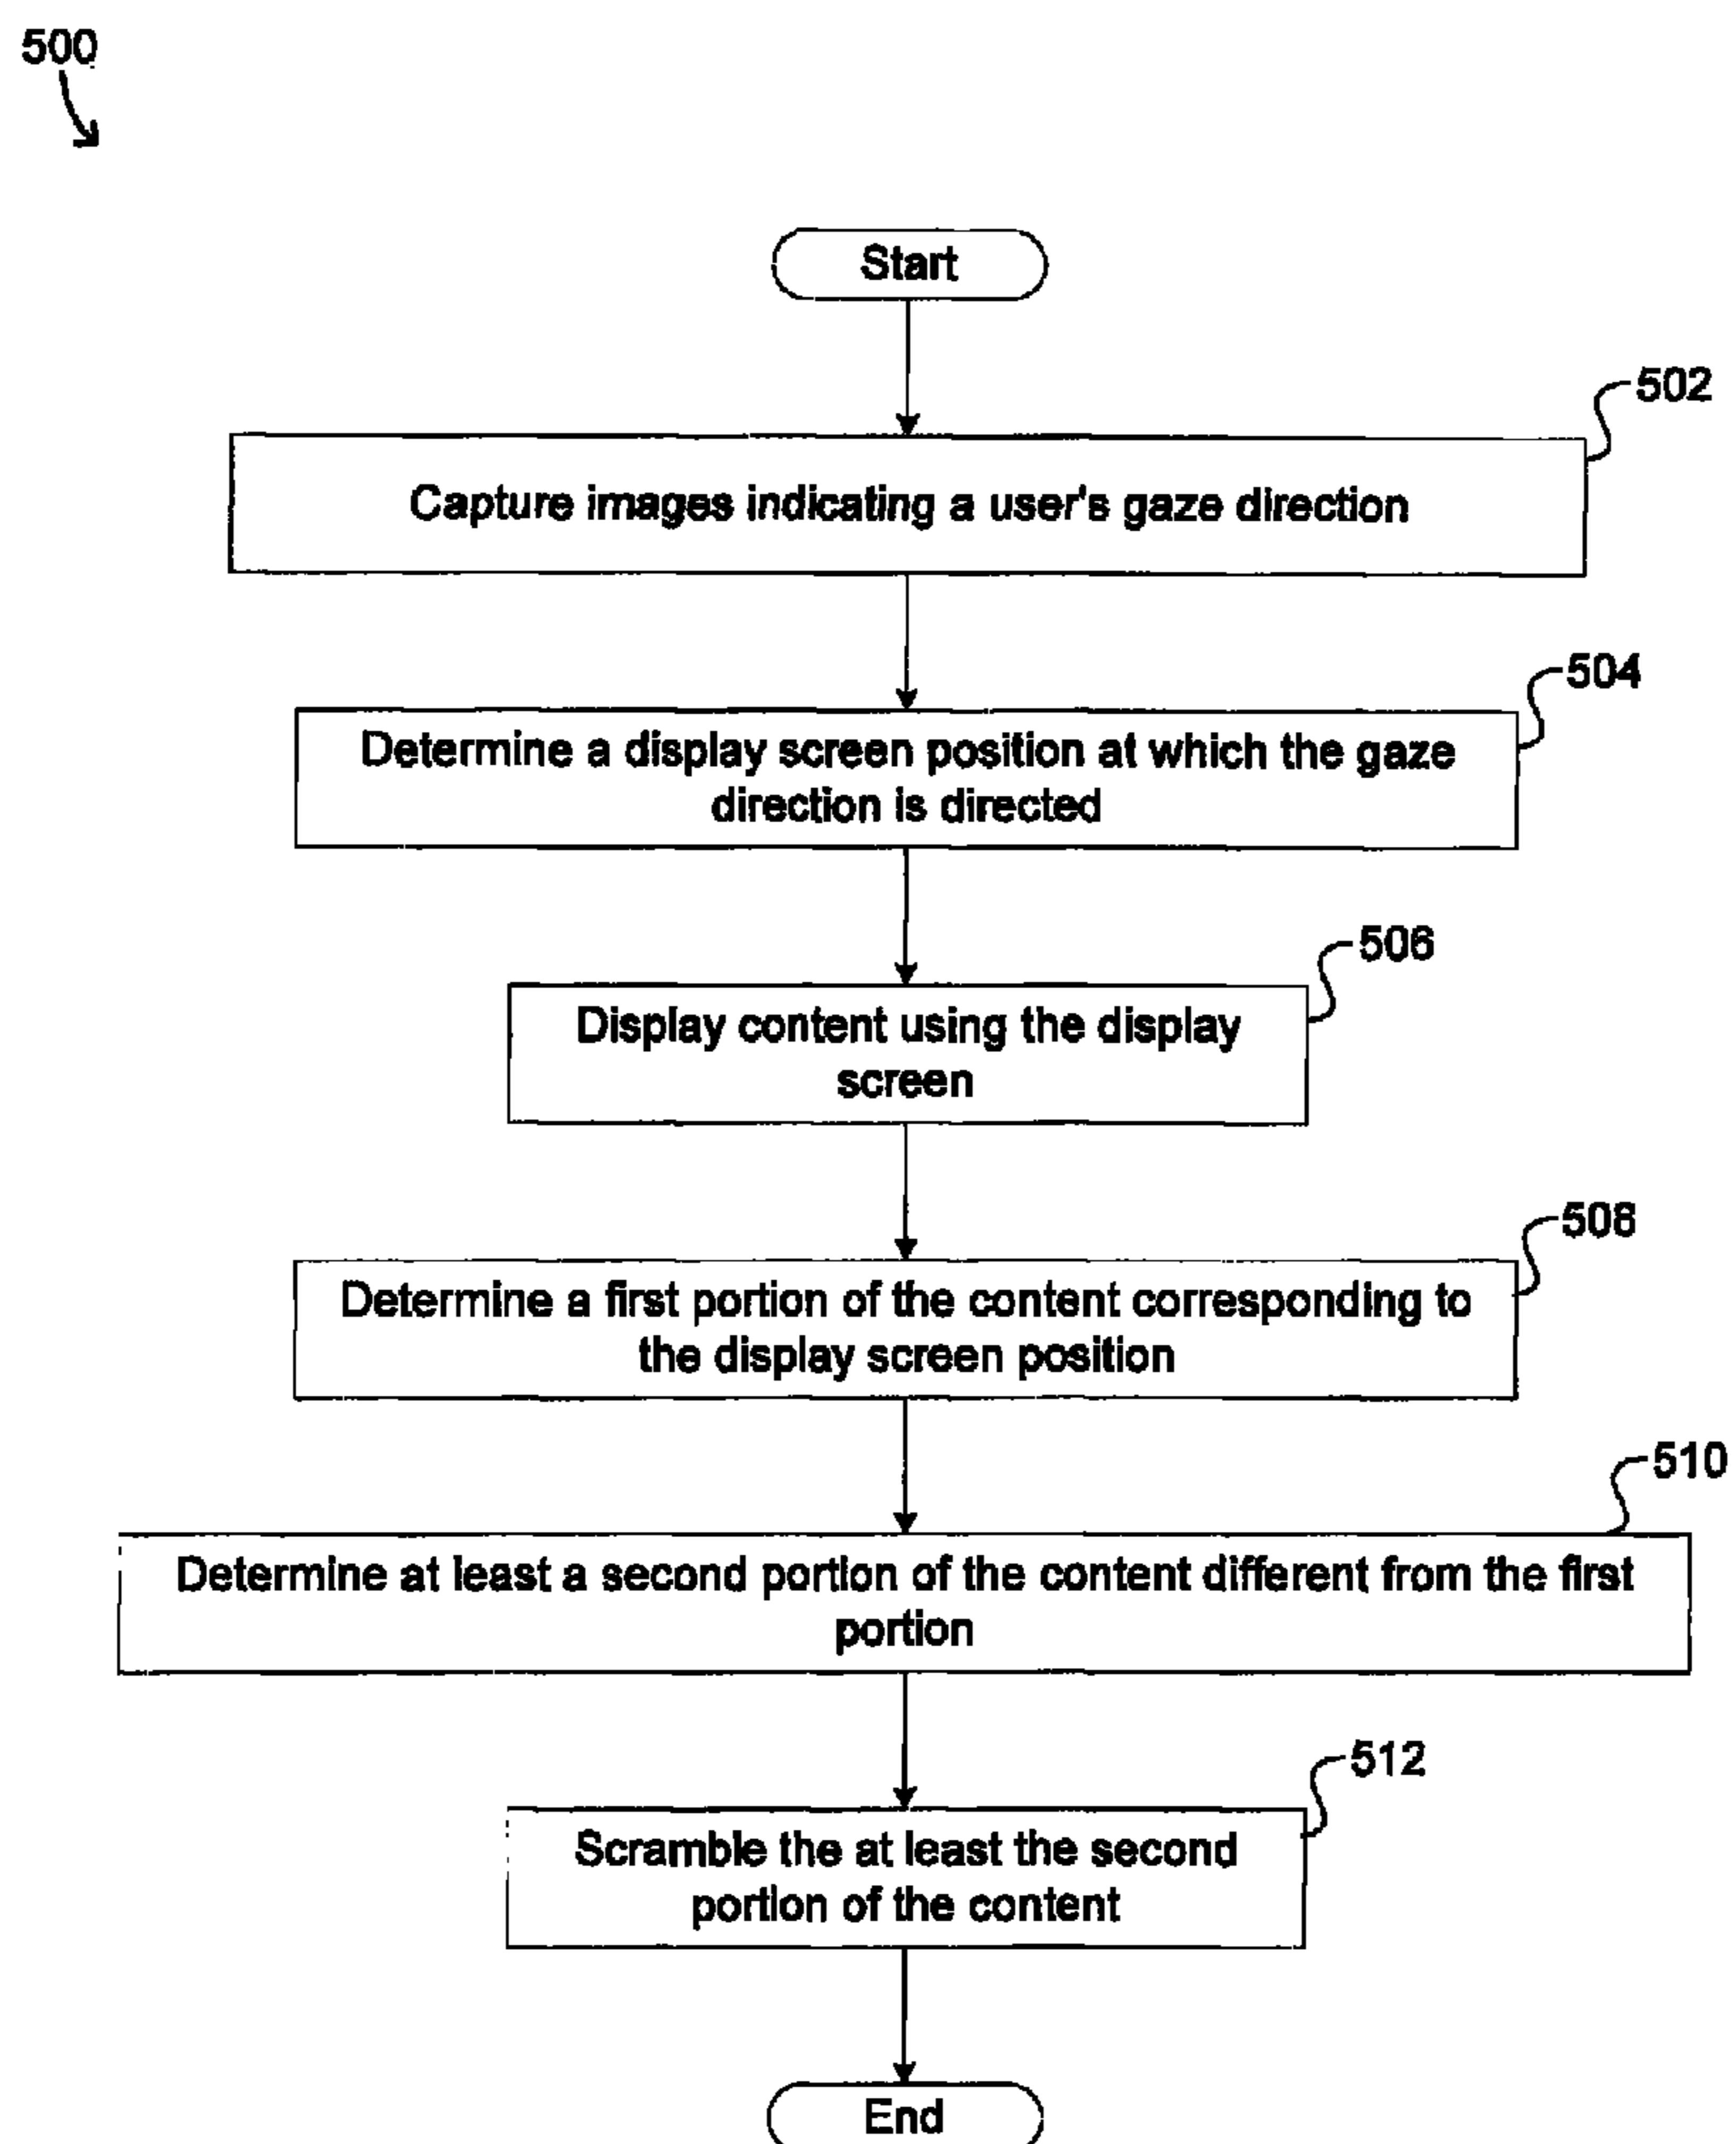 500
Start
502
Capture images indicating a user's gaze direction
504
Determine a display screen position at which the gaze
direction is directed
506
Display content using the display
screen
508
Determine a first portion of the content corresponding to
the display screen position
510
Determine at least a second portion of the content different from the first
portion
512
Scramble the at least the second
portion of the content
End